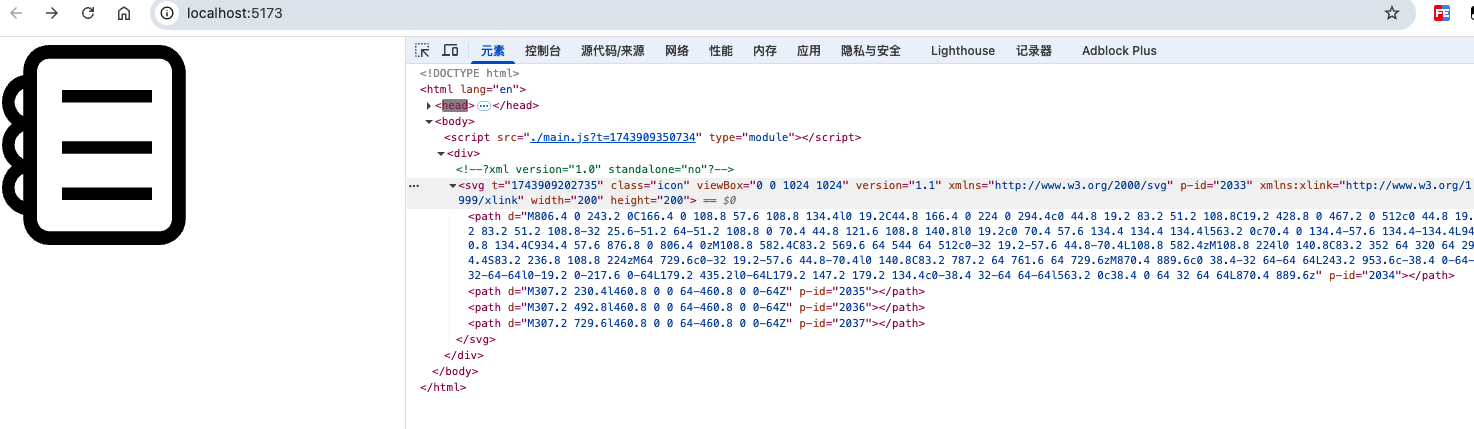 localhost:5173
FE
元素 控制台 源代码/来源 网络 性能 内存 应用 隐私与安全 Lighthouse 记录器 Adblock Plus
<!DOCTYPE html>
<html lang="en">
<head> ⋯ </head>
<body>
<script src="./main.js?t=1743909350734" type="module"></script>
<div>
<!--?xml version="1.0" standalone="no"?-->
<svg t="1743909202735" class="icon" viewBox="0 0 1024 1024" version="1.1" xmlns="http://www.w3.org/2000/svg" p-id="2033" xmlns:xlink="http://www.w3.org/1
999/xlink" width="200" height="200"> == $0
<path d="M806.4 0 243.2 0C166.4 0 108.8 57.6 108.8 134.4l0 19.2C44.8 166.4 0 224 0 294.4c0 44.8 19.2 83.2 51.2 108.8C19.2 428.8 0 467.2 0 512c0 44.8 19.
2 83.2 51.2 108.8-32 25.6-51.2 64-51.2 108.8 0 70.4 44.8 121.6 108.8 140.8l0 19.2c0 70.4 57.6 134.4 134.4 134.4l563.2 0c70.4 0 134.4-57.6 134.4-134.4L94
0.8 134.4C934.4 57.6 876.8 0 806.4 0zM108.8 582.4C83.2 569.6 64 544 64 512c0-32 19.2-57.6 44.8-70.4L108.8 582.4zM108.8 224l0 140.8C83.2 352 64 320 64 29
4.4S83.2 236.8 108.8 224zM64 729.6c0-32 19.2-57.6 44.8-70.4l0 140.8C83.2 787.2 64 761.6 64 729.6zM870.4 889.6c0 38.4-32 64-64 64L243.2 953.6c-38.4 0-64-
32-64-64l0-19.2 0-217.6 0-64L179.2 435.2l0-64L179.2 147.2 179.2 134.4c0-38.4 32-64 64-64l563.2 0c38.4 0 64 32 64 64L870.4 889.6z" p-id="2034"></path>
<path d="M307.2 230.4l460.8 0 0 64-460.8 0 0-64Z" p-id="2035"></path>
<path d="M307.2 492.8l460.8 0 0 64-460.8 0 0-64Z" p-id="2036"></path>
<path d="M307.2 729.6l460.8 0 0 64-460.8 0 0-64Z" p-id="2037"></path>
</svg>
</div>
</body>
</html>